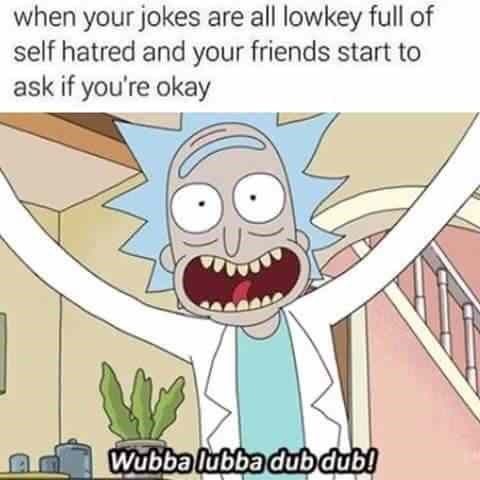 when your jokes are all lowkey full of
self hatred and your friends start to
ask if you're okay
Wubba lubba dub dub!